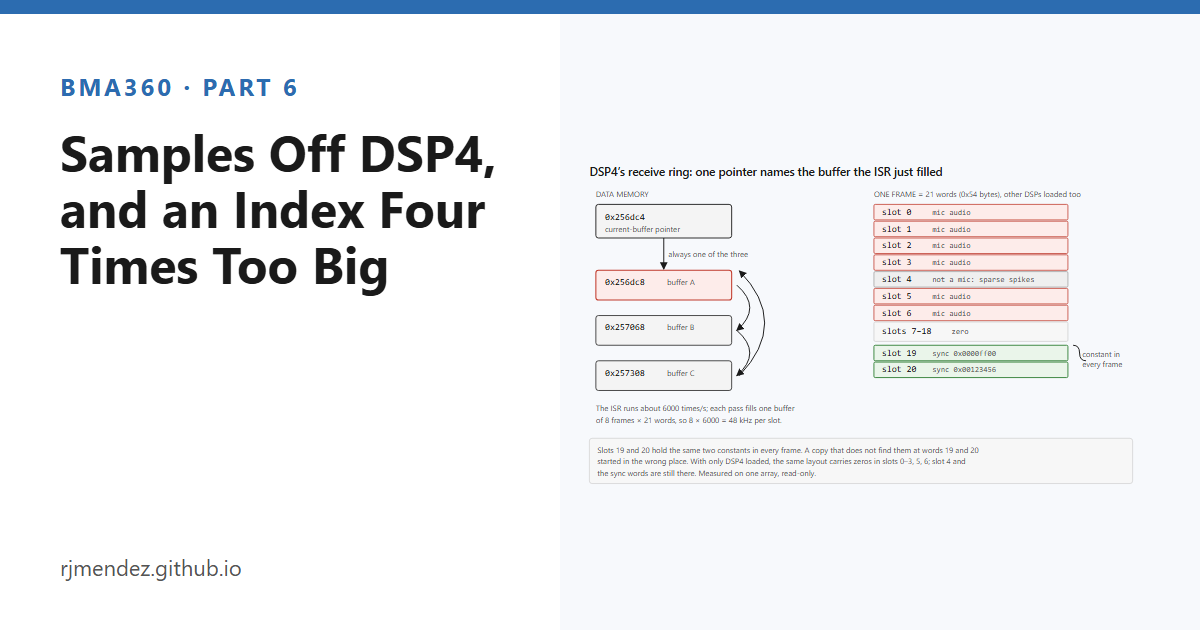 BMA360 · PART 6
Samples Off DSP4,
and an Index Four
Times Too Big
rjmendez.github.io
DSP4's receive ring: one pointer names the buffer the ISR just filled
DATA MEMORY
0x256dc4
current-buffer pointer
always one of the three
0x256dc8 buffer A
0x257068 buffer B
0x257308 buffer C
The ISR runs about 6000 times/s; each pass fills one buffer
of 8 frames × 21 words, so 8 × 6000 = 48 kHz per slot.
ONE FRAME = 21 words (0x54 bytes), other DSPs loaded too
slot 0 mic audio
slot 1 mic audio
slot 2 mic audio
slot 3 mic audio
slot 4 not a mic: sparse spikes
slot 5 mic audio
slot 6 mic audio
slots 7–18 zero
slot 19 sync 0x0000ff00
slot 20 sync 0x00123456
constant in
every frame
Slots 19 and 20 hold the same two constants in every frame. A copy that does not find them at words 19 and 20
started in the wrong place. With only DSP4 loaded, the same layout carries zeros in slots 0–3, 5, 6; slot 4 and
the sync words are still there. Measured on one array, read-only.